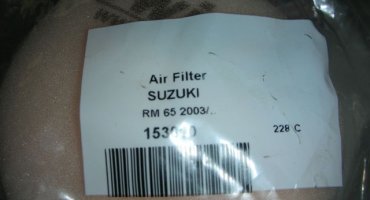 Air Filter
SUZUKI
RM 65 2003/..
228 C